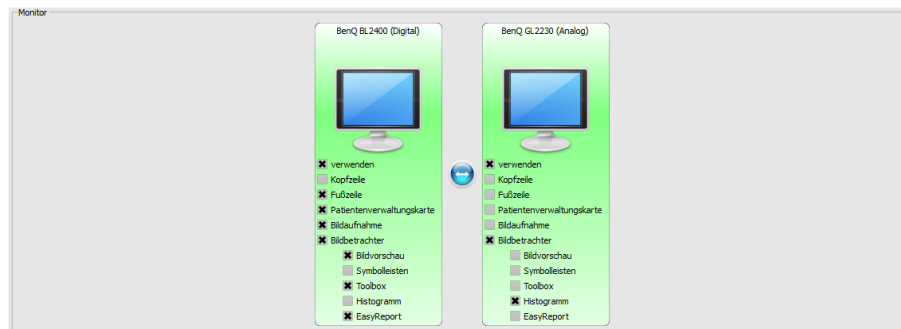 Monitor
BenQ BL2400 (Digital)
verwenden
Kopfzeile
Fußzeile
Patientenverwaltungskarte
Bildaufnahme
Bildbetrachter
Bildvorschau
Symbolleisten
Toolbox
Histogramm
EasyReport
BenQ GL2230 (Analog)
verwenden
Kopfzeile
Fußzeile
Patientenverwaltungskarte
Bildaufnahme
Bildbetrachter
Bildvorschau
Symbolleisten
Toolbox
Histogramm
EasyReport